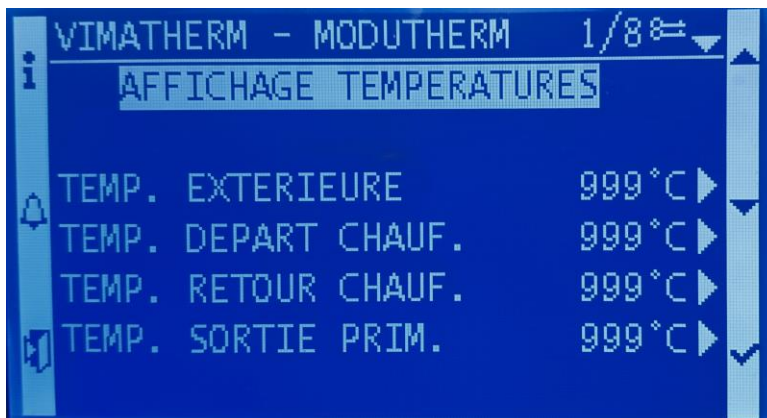 VIMATHERM - MODUTHERM 1/8
AFFICHAGE TEMPERATURES
TEMP. EXTERIEURE 999°C
TEMP. DEPART CHAUF. 999°C
TEMP. RETOUR CHAUF. 999°C
TEMP. SORTIE PRIM. 999°C